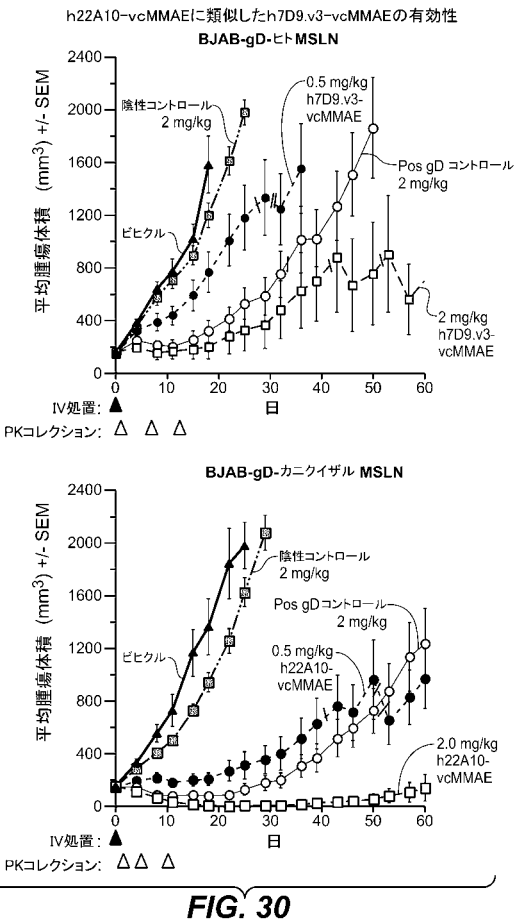 h22A10-vcMMAEに類似したh7D9.v3-vcMMAEの有効性
BJAB-gD-ヒトMSLN
平均腫瘍体積 (mm3) +/- SEM
2400
2000
1600
1200
800
400
0
0
10
20
30
40
50
60
陰性コントロール
2 mg/kg
0.5 mg/kg
h7D9.v3-
vcMMAE
Pos gD コントロール
2 mg/kg
ビヒクル
2 mg/kg
h7D9.v3-
vcMMAE
日
IV処置:
PKコレクション:
BJAB-gD-カニクイザル MSLN
平均腫瘍体積 (mm3) +/- SEM
2400
2000
1600
1200
800
400
0
0
10
20
30
40
50
60
陰性コントロール
2 mg/kg
Pos gDコントロール
2 mg/kg
ビヒクル
0.5 mg/kg
h22A10-
vcMMAE
2.0 mg/kg
h22A10-
vcMMAE
日
IV処置:
PKコレクション:
FIG. 30